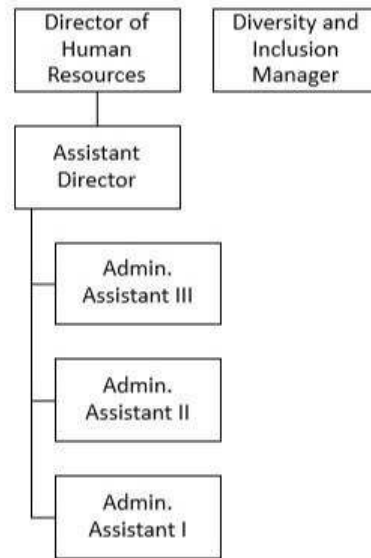 Director of
Human
Resources
Diversity and
Inclusion
Manager
Assistant
Director
Admin.
Assistant III
Admin.
Assistant II
Admin.
Assistant I